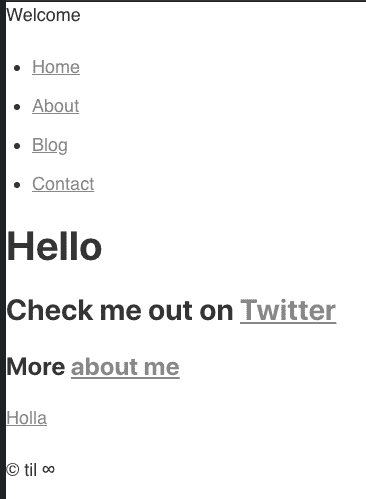 Welcome
Home
About
Blog
Contact
Hello
Check me out on Twitter
More about me
Holla
© til ∞